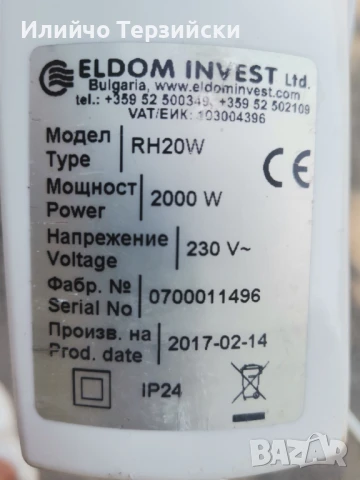 Илийчо Терзийски
ELDOM INVEST Ltd.
Bulgaria, www.eldominvest.com
tel.: +359 52 500349, +359 52 502109
VAT/ЕИК: 103004396
Модел RH20W
Type
Мощност 2000 W
Power
Напрежение 230 V~
Voltage
Фабр. № 0700011496
Serial No
Произв. на 2017-02-14
Prod. date
CE
IP24
BAZAR